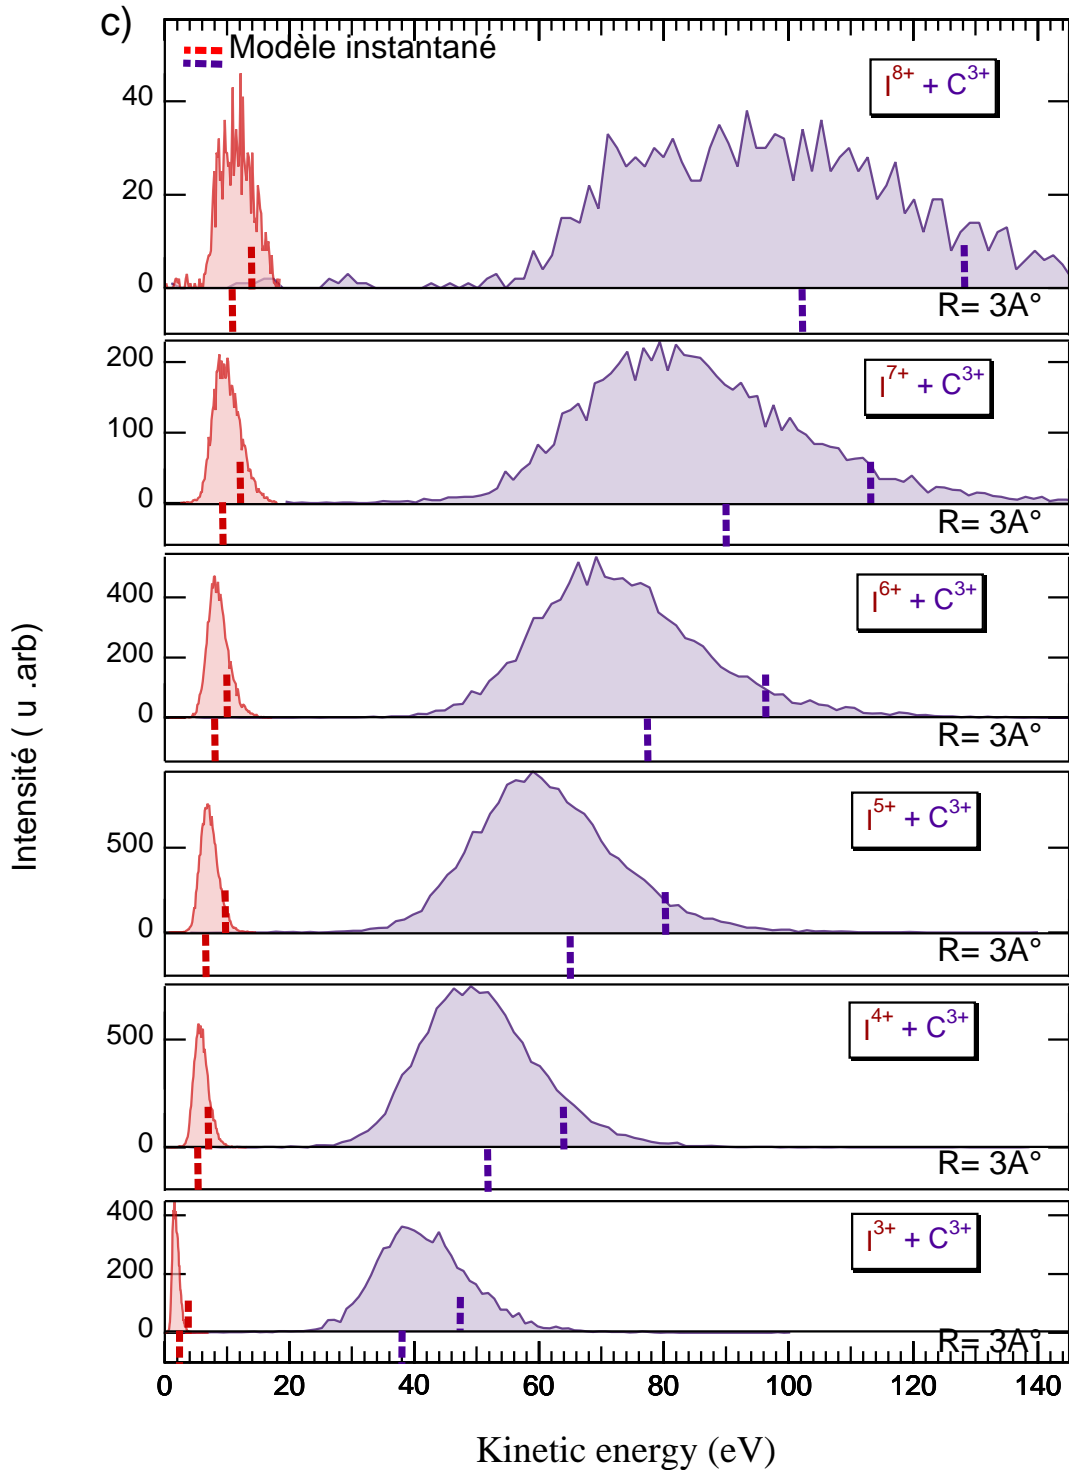 c)
Modèle instantané
I8+ + C3+
40
20
0
R= 3A°
I7+ + C3+
200
100
0
R= 3A°
I6+ + C3+
400
200
0
R= 3A°
I5+ + C3+
500
0
R= 3A°
I4+ + C3+
500
0
R= 3A°
I3+ + C3+
400
200
0
R= 3A°
0 20 40 60 80 100 120 140
Kinetic energy (eV)
Intensité ( u .arb)